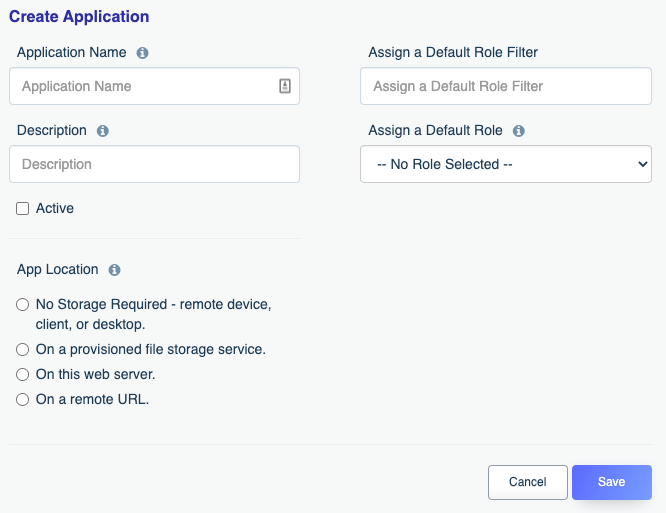 Create Application
Application Name
Application Name
Description
Description
Active
App Location
No Storage Required - remote device,
client, or desktop.
On a provisioned file storage service.
On this web server.
On a remote URL.
Assign a Default Role Filter
Assign a Default Role Filter
Assign a Default Role
-- No Role Selected --
Cancel
Save